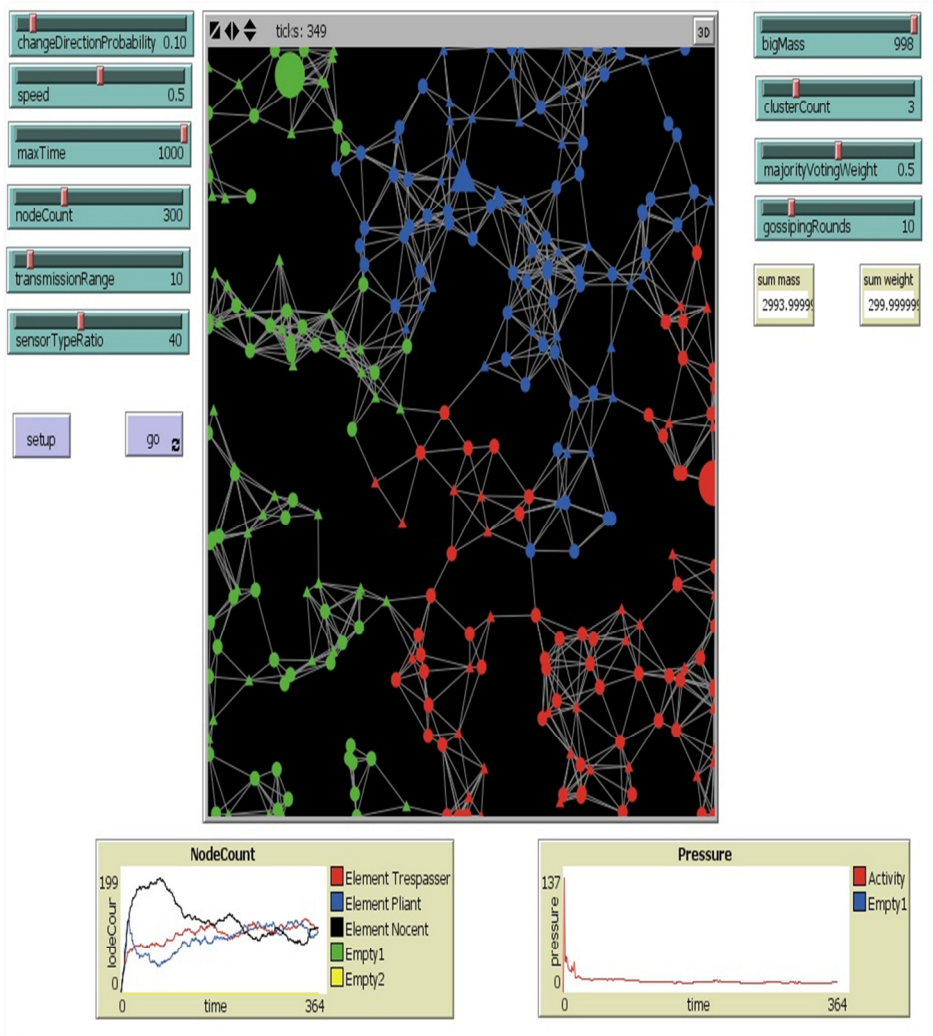 changeDirectionProbability 0.10
speed 0.5
maxTime 1000
nodeCount 300
transmissionRange 10
sensorTypeRatio 40
setup
go
ticks: 349
3D
bigMass 998
clusterCount 3
majorityVotingWeight 0.5
gossipingRounds 10
sum mass
2993.9999
sum weight
299.999999
NodeCount
199
lodeCour
0
0
time
364
Element Trespasser
Element Pliant
Element Nocent
Empty1
Empty2
Pressure
137
pressure
0
0
time
364
Activity
Empty1